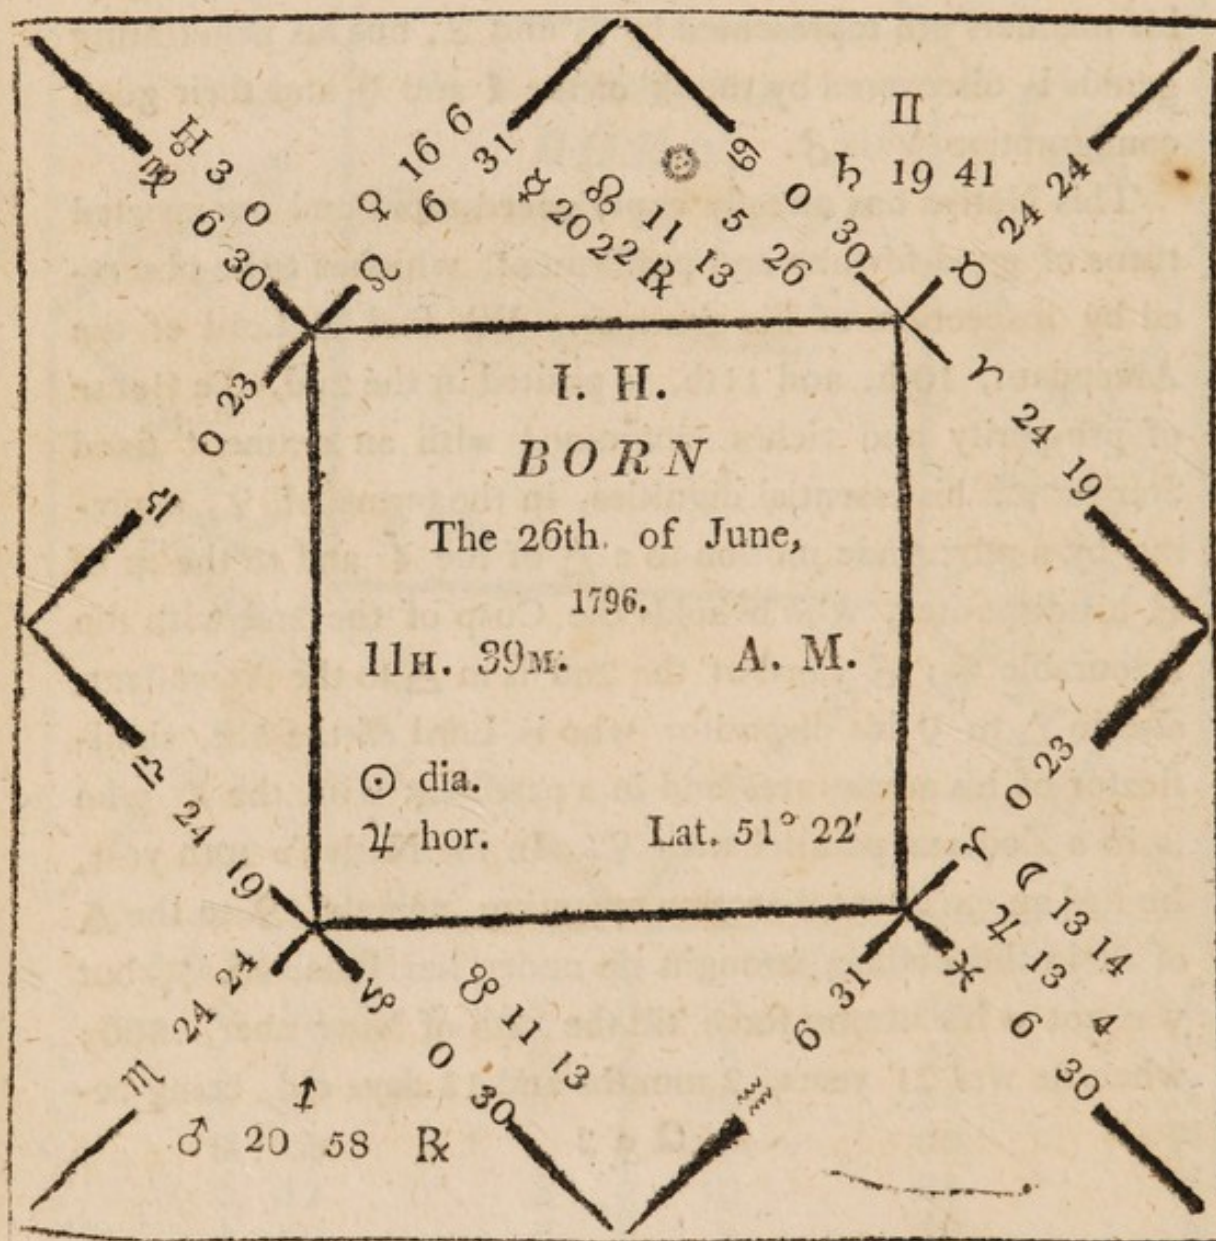 ♊
♅ 3 0
♍ 6 30
♀ 16 6
6 31
♌
☿ 20 22 ℞
☊ 11 13
☉ 5 26
♋ 0 30
♄ 19 41
♉ 24 24
♎ 0 23
♈ 24 19
I. H.
BORN
The 26th. of June,
1796.
11H. 39M. A. M.
☉ dia.
♃ hor. Lat. 51° 22′
♎ 24 19
♈ 0 23
☽ 13 14
♃ 13 4
♓ 6 30
♏ 24 24
♐
♂ 20 58 ℞
♑ 0 30
☋ 11 13
♒ 6 31